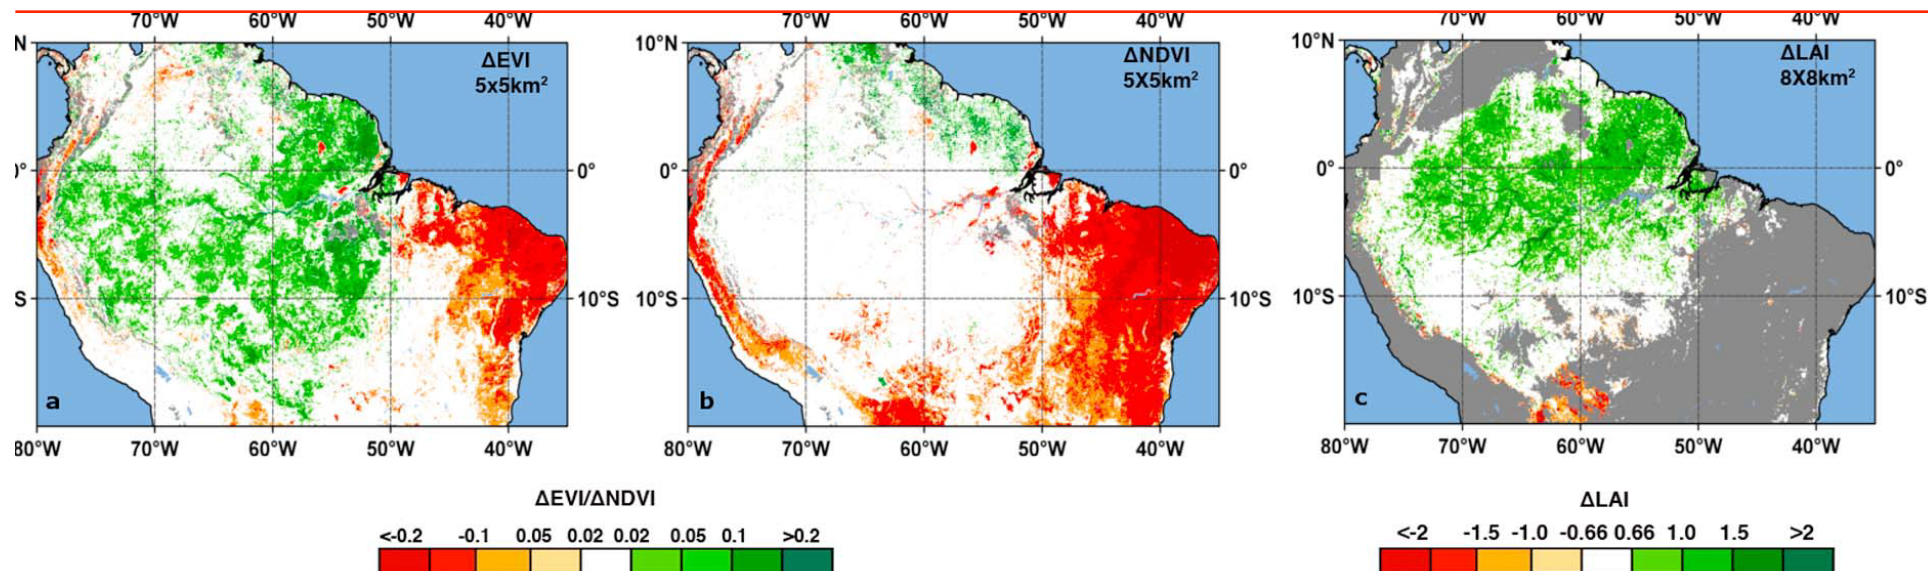 70°W 60°W 50°W 40°W 70°W 60°W 50°W 40°W 70°W 60°W 50°W 40°W
N 10°N 10°N
ΔEVI ΔNDVI ΔLAI
5x5km² 5X5km² 8X8km²
0° 0° 0° 0° 0°
S 10°S 10°S 10°S 10°S 10°S
a b c
80°W 70°W 60°W 50°W 40°W 80°W 70°W 60°W 50°W 40°W 80°W 70°W 60°W 50°W 40°W
ΔEVI/ΔNDVI ΔLAI
<-0.2 -0.1 0.05 0.02 0.02 0.05 0.1 >0.2 <-2 -1.5 -1.0 -0.66 0.66 1.0 1.5 >2